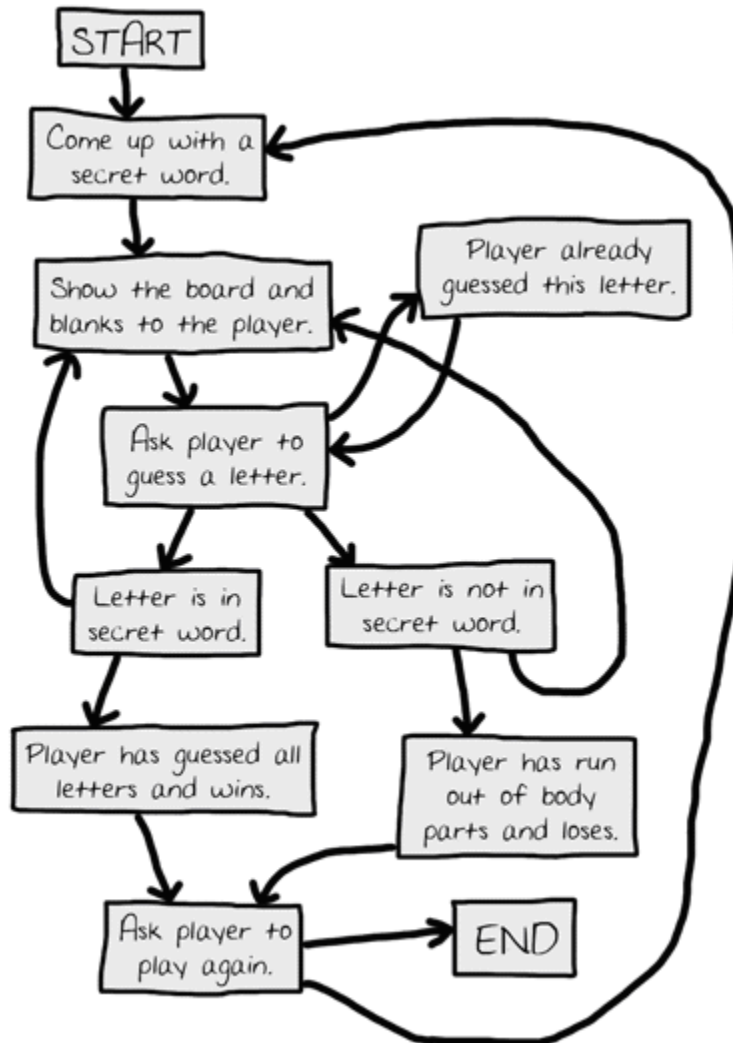 START
Come up with a
secret word.
Player already
guessed this letter.
Show the board and
blanks to the player.
Ask player to
guess a letter.
Letter is in
secret word.
Letter is not in
secret word.
Player has guessed all
letters and wins.
Player has run
out of body
parts and loses.
Ask player to
play again.
END